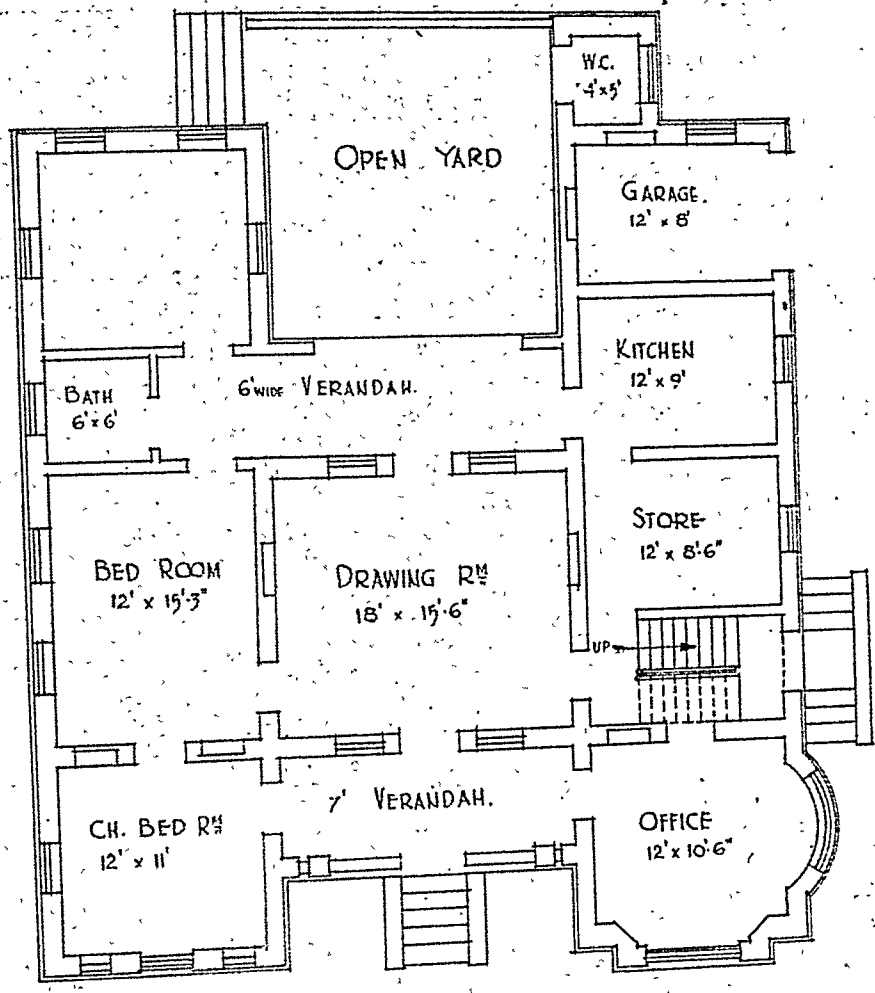 W.C.
4' x 5'
OPEN YARD
GARAGE.
12' x 8'
KITCHEN
12' x 9'
BATH
6' x 6'
6' WIDE VERANDAH.
STORE
12' x 8'-6"
BED ROOM
12' x 15'-3"
DRAWING RM
18' x 15'-6"
UP
7' VERANDAH.
CH. BED RM
12' x 11'
OFFICE
12' x 10'-6"